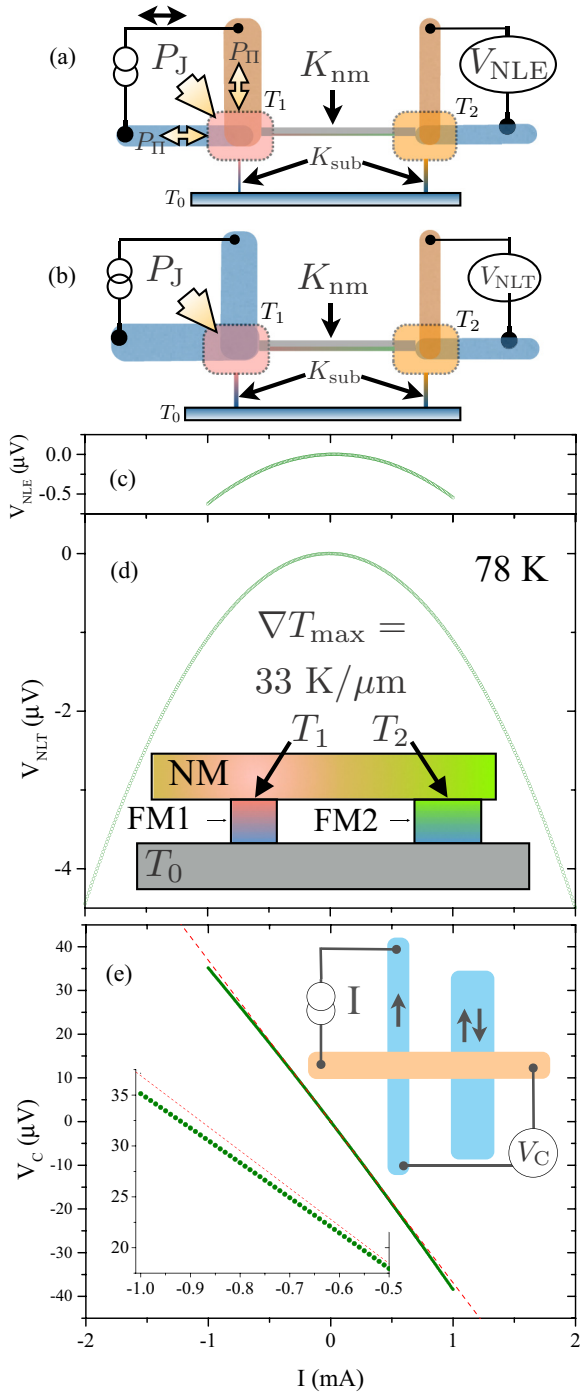 (a)
P_J
P_Π
T_1
K_nm
T_2
V_NLE
P_Π
K_sub
T_0
(b)
P_J
T_1
K_nm
T_2
V_NLT
K_sub
T_0
V_NLE (μV)
0.0
-0.5
(c)
V_NLT (μV)
0
-2
-4
(d)
78 K
∇T_max =
33 K/μm
T_1
T_2
NM
FM1
FM2
T_0
V_C (μV)
40
30
20
10
0
-10
-20
-30
-40
(e)
I
V_C
35
30
25
20
-1.0 -0.9 -0.8 -0.7 -0.6 -0.5
-2 -1 0 1 2
I (mA)